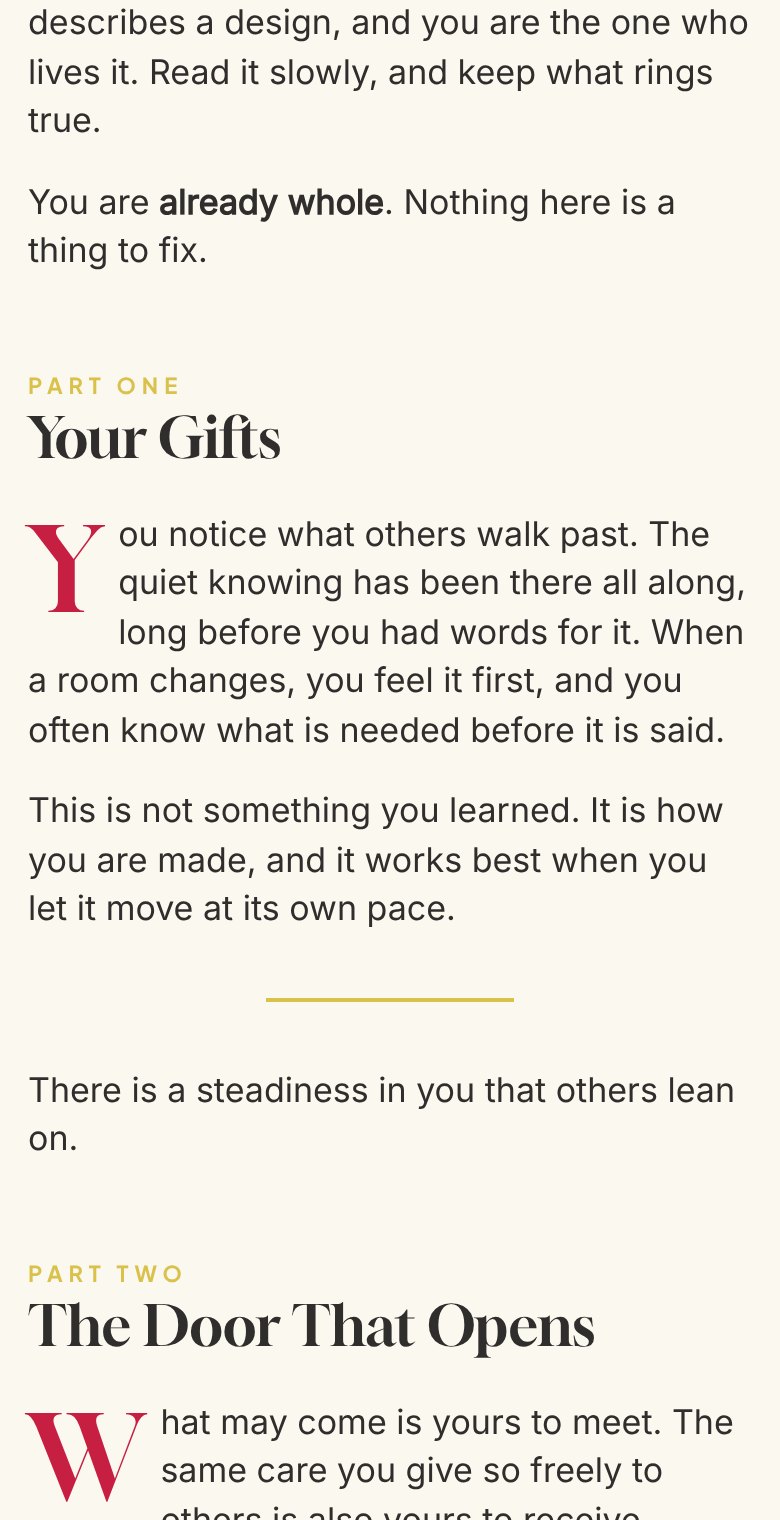 describes a design, and you are the one who
lives it. Read it slowly, and keep what rings
true.
You are already whole. Nothing here is a
thing to fix.
PART ONE
Your Gifts
You notice what others walk past. The
quiet knowing has been there all along,
long before you had words for it. When
a room changes, you feel it first, and you
often know what is needed before it is said.
This is not something you learned. It is how
you are made, and it works best when you
let it move at its own pace.
There is a steadiness in you that others lean
on.
PART TWO
The Door That Opens
What may come is yours to meet. The
same care you give so freely to
others is also yours to receive